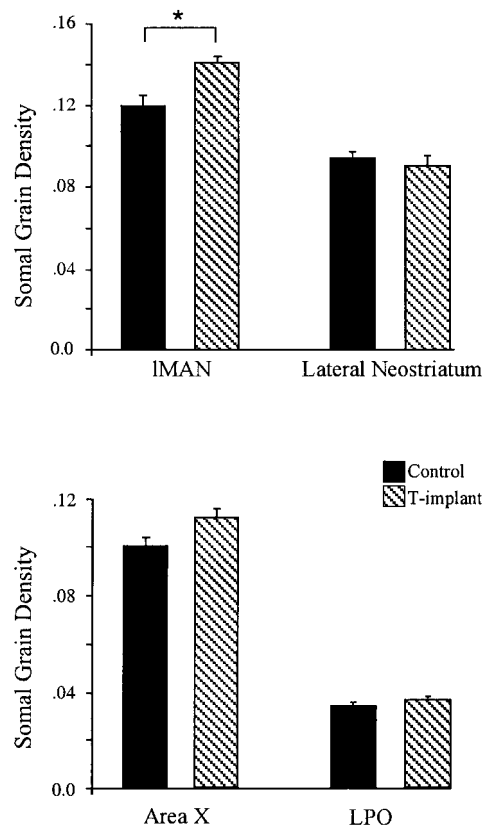 .16
*
.12
.08
.04
0.0
Somal Grain Density
lMAN
Lateral Neostriatum
Control
T-implant
.12
.08
.04
0.0
Somal Grain Density
Area X
LPO